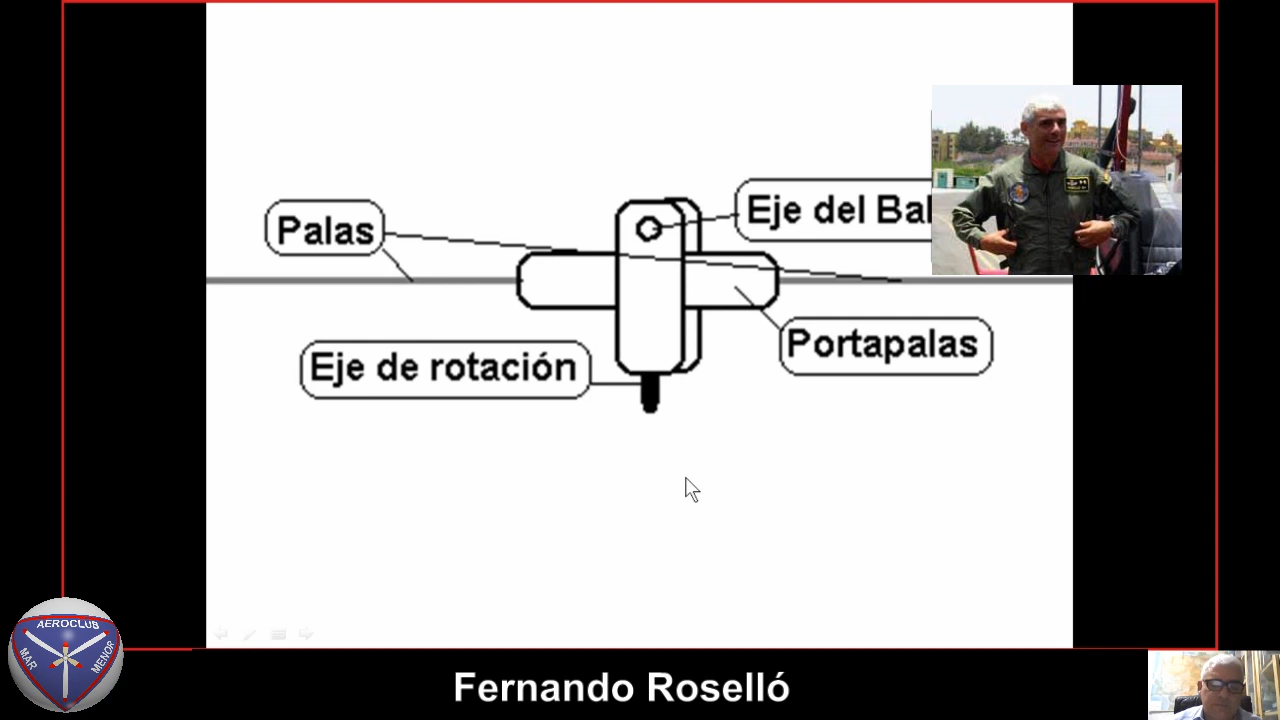 Palas
Eje del Bal
Portapalas
Eje de rotación
AEROCLUB
MAR
MENOR
Fernando Roselló